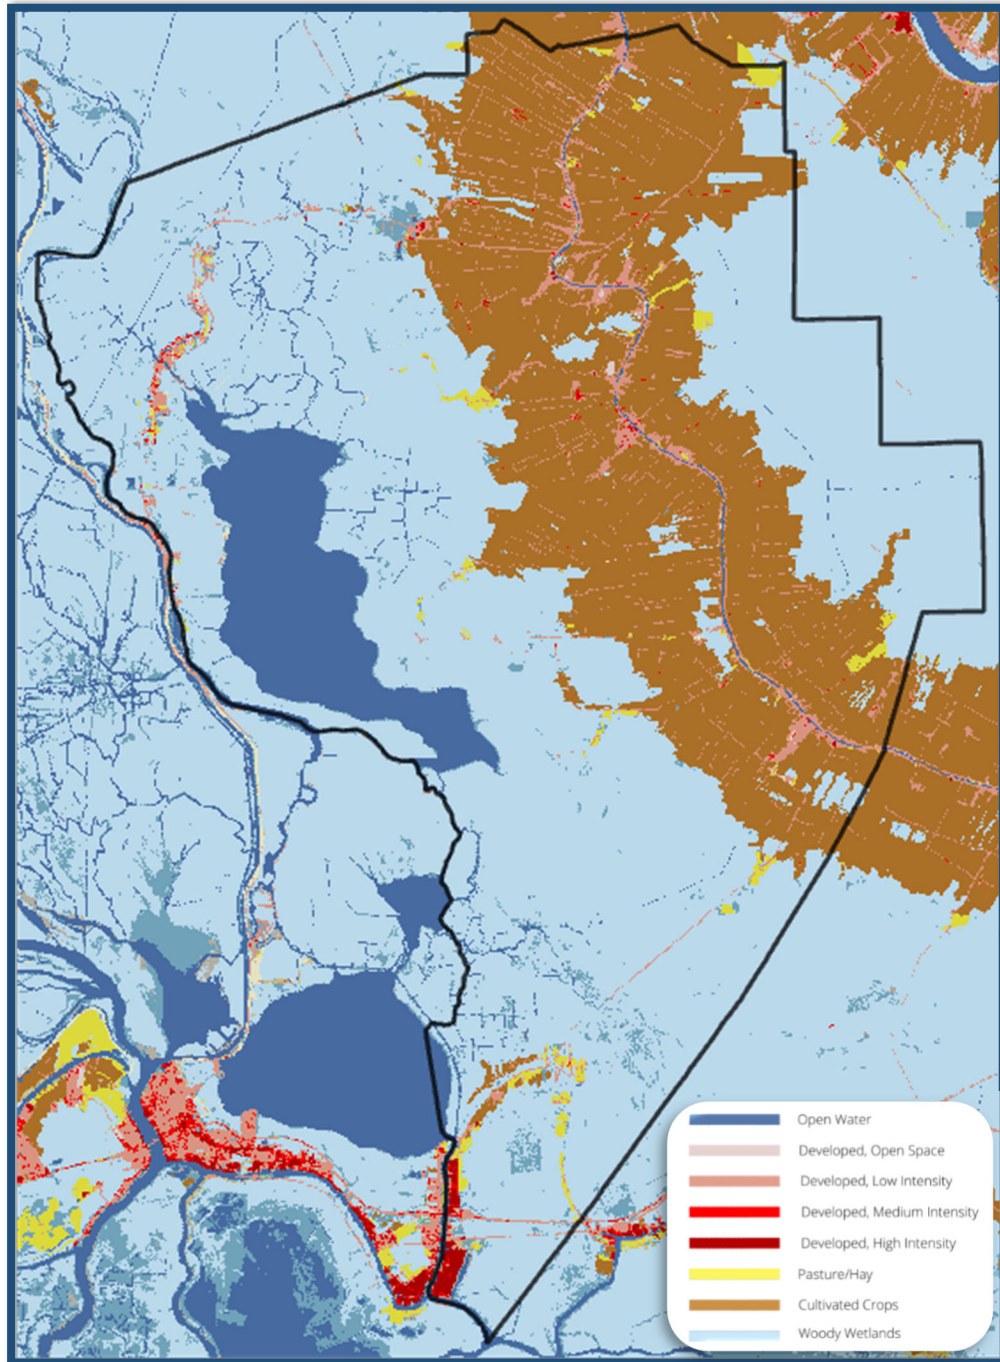 Open Water
Developed, Open Space
Developed, Low Intensity
Developed, Medium Intensity
Developed, High Intensity
Pasture/Hay
Cultivated Crops
Woody Wetlands